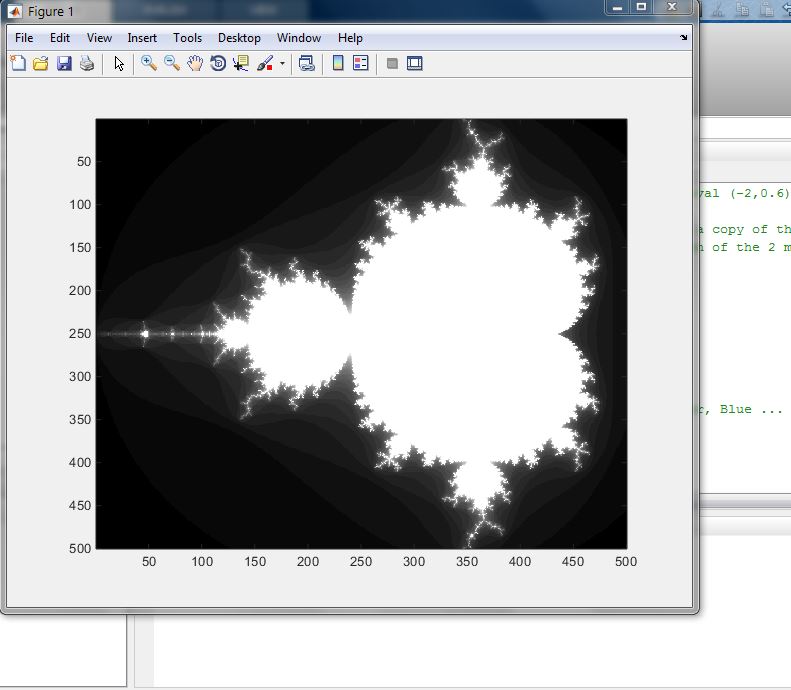 Figure 1
File Edit View Insert Tools Desktop Window Help
50
100
150
200
250
300
350
400
450
500
50 100 150 200 250 300 350 400 450 500
val (-2,0.6)
a copy of th
of the 2 m
, Blue ...